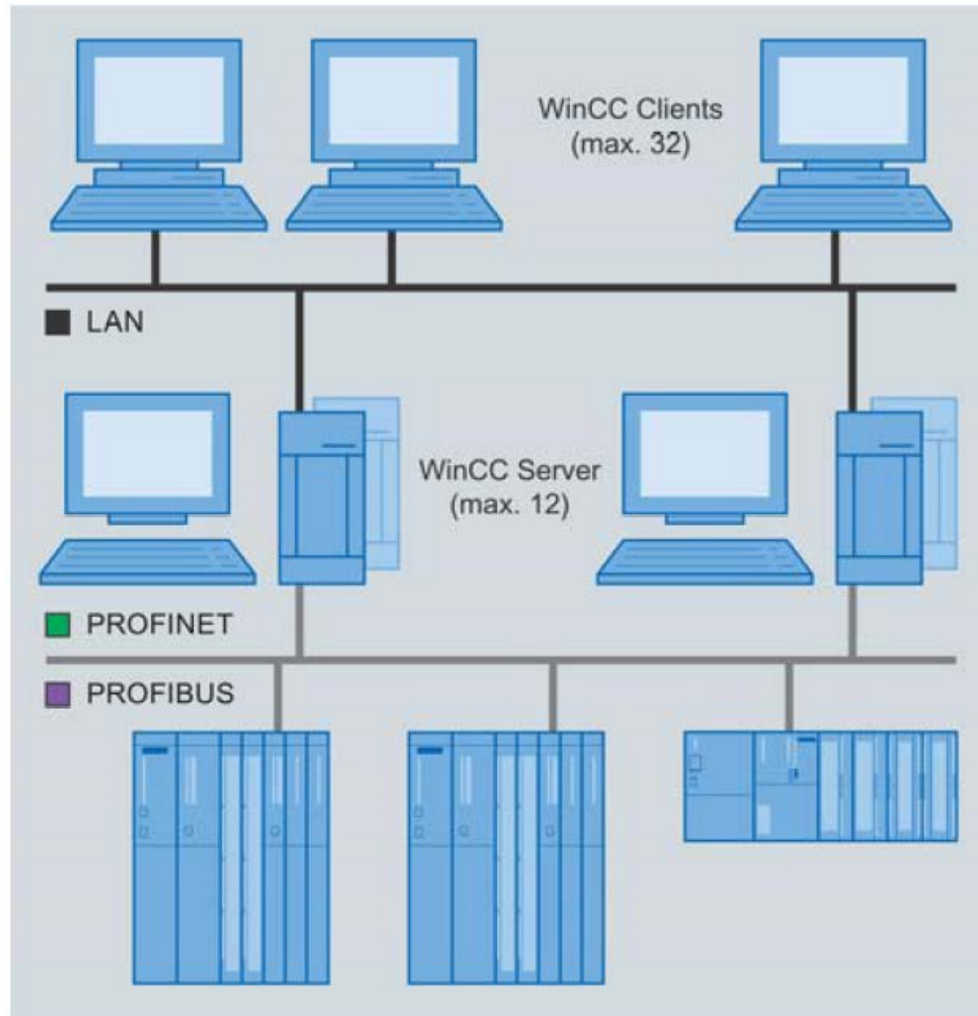 WinCC Clients
(max. 32)
LAN
WinCC Server
(max. 12)
PROFINET
PROFIBUS